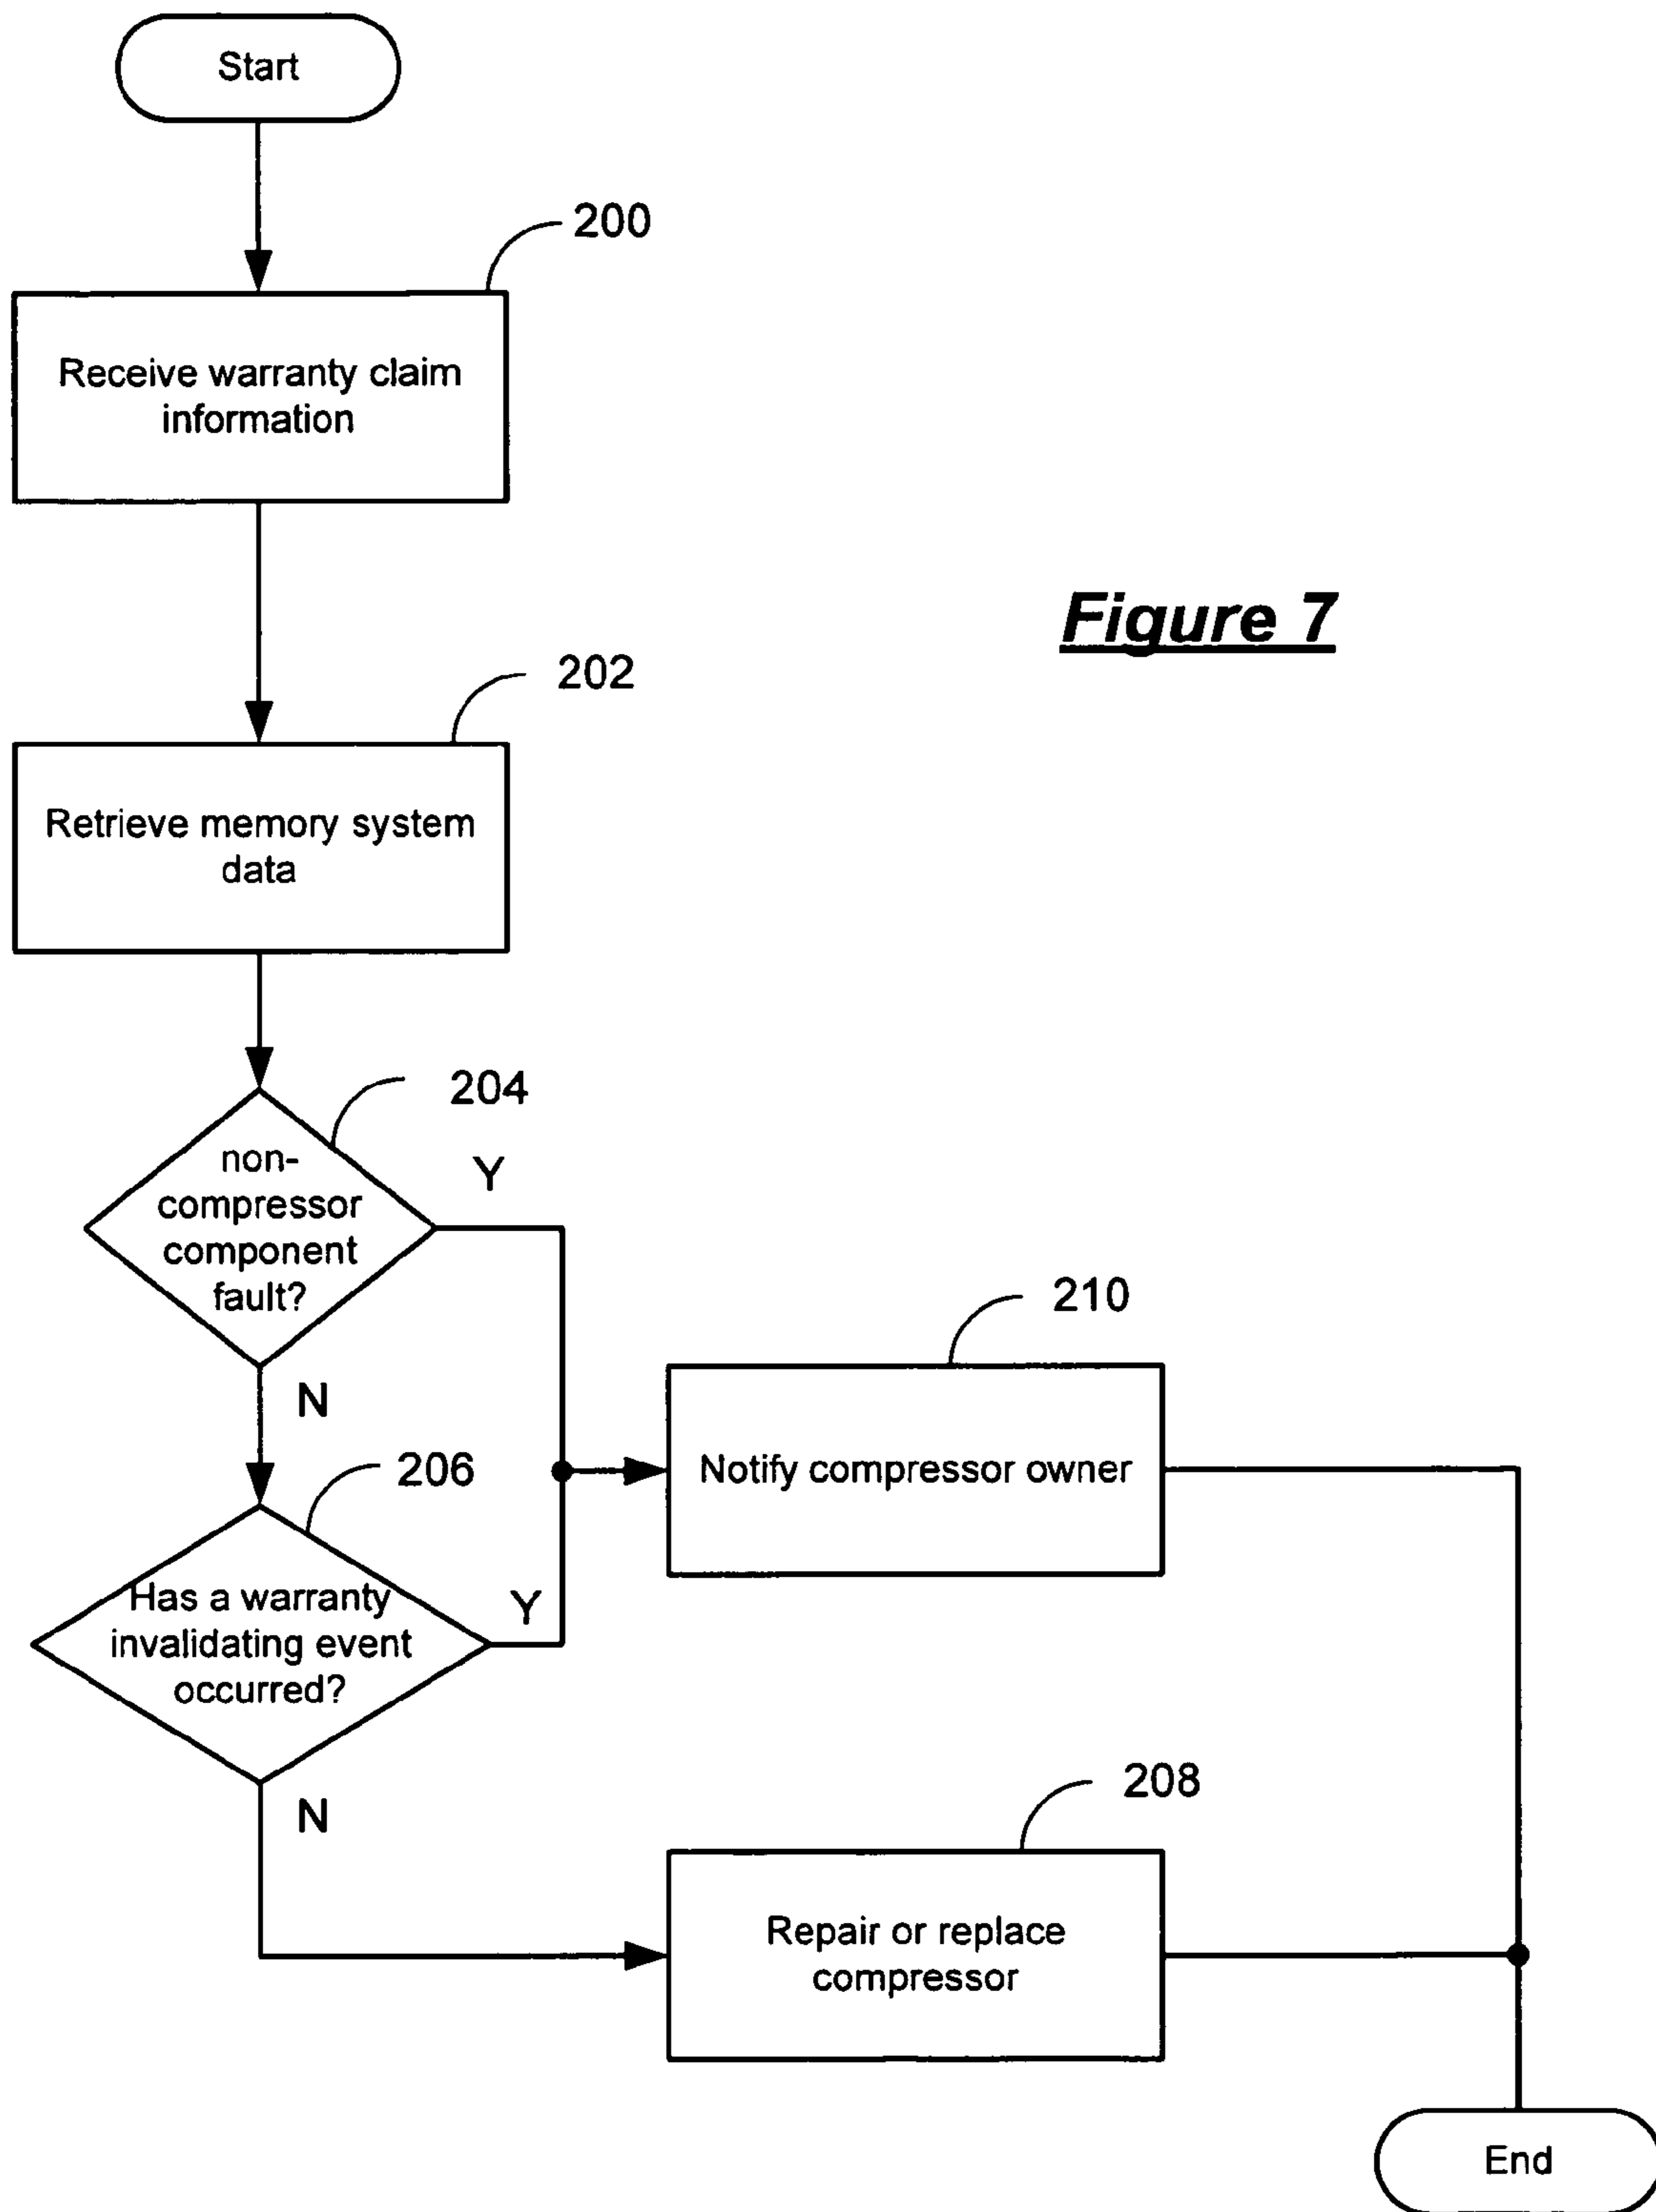 Start
200
Receive warranty claim
information
Figure 7
202
Retrieve memory system
data
204
non-
compressor
component
fault?
Y
N
210
Notify compressor owner
206
Has a warranty
invalidating event
occurred?
Y
N
208
Repair or replace
compressor
End